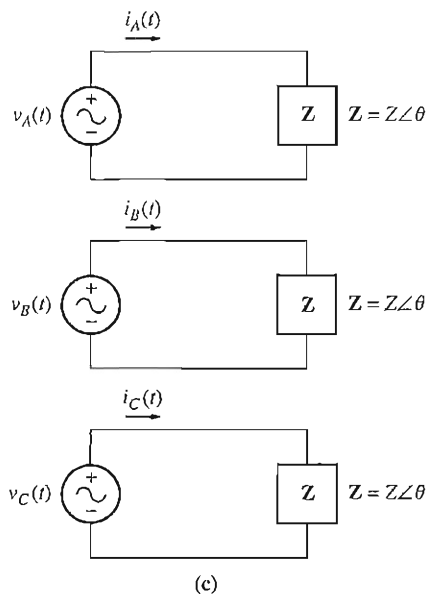 i_A(t)
+
v_A(t)
−
Z
Z = Z∠θ
i_B(t)
+
v_B(t)
−
Z
Z = Z∠θ
i_C(t)
+
v_C(t)
−
Z
Z = Z∠θ
(c)